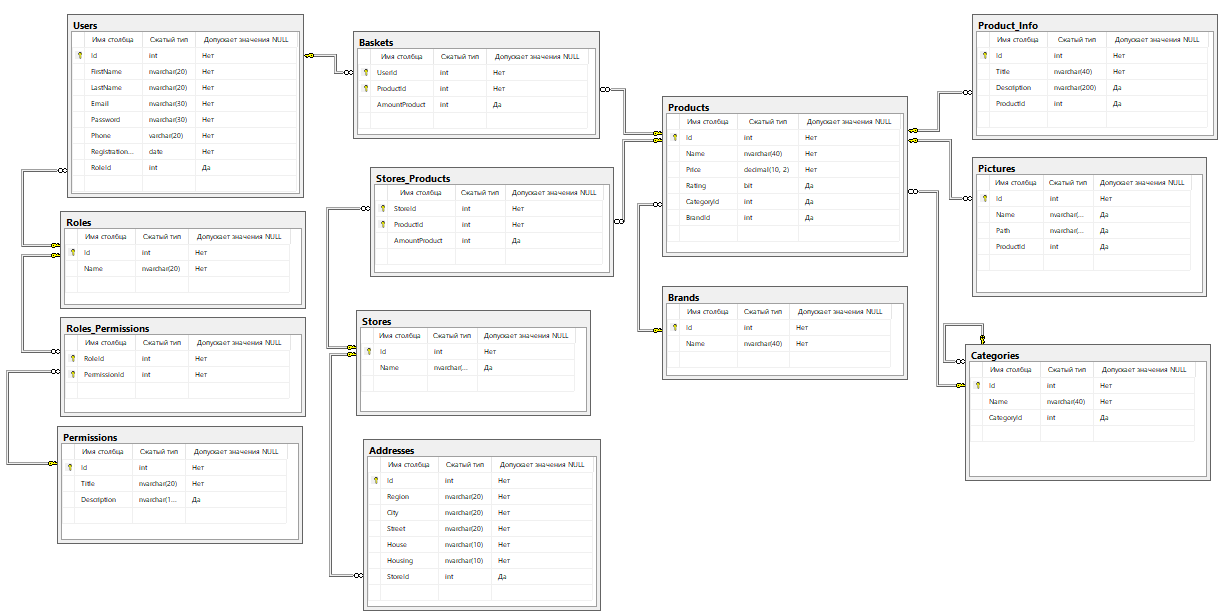 Users
Имя столбца Сжатый тип Допускает значения NULL
Id int Нет
FirstName nvarchar(20) Нет
LastName nvarchar(20) Нет
Email nvarchar(30) Нет
Password nvarchar(30) Нет
Phone varchar(20) Нет
Registration... date Нет
RoleId int Да
Roles
Имя столбца Сжатый тип Допускает значения NULL
Id int Нет
Name nvarchar(20) Нет
Roles_Permissions
Имя столбца Сжатый тип Допускает значения NULL
RoleId int Нет
PermissionId int Нет
Permissions
Имя столбца Сжатый тип Допускает значения NULL
Id int Нет
Title nvarchar(20) Нет
Description nvarchar(1... Да
Baskets
Имя столбца Сжатый тип Допускает значения NULL
UserId int Нет
ProductId int Нет
AmountProduct int Да
Stores_Products
Имя столбца Сжатый тип Допускает значения NULL
StoreId int Нет
ProductId int Нет
AmountProduct int Да
Stores
Имя столбца Сжатый тип Допускает значения NULL
Id int Нет
Name nvarchar(... Да
Addresses
Имя столбца Сжатый тип Допускает значения NULL
Id int Нет
Region nvarchar(20) Нет
City nvarchar(20) Нет
Street nvarchar(20) Нет
House nvarchar(10) Нет
Housing nvarchar(10) Нет
StoreId int Да
Products
Имя столбца Сжатый тип Допускает значения NULL
Id int Нет
Name nvarchar(40) Нет
Price decimal(10, 2) Нет
Rating bit Да
CategoryId int Да
BrandId int Да
Brands
Имя столбца Сжатый тип Допускает значения NULL
Id int Нет
Name nvarchar(40) Нет
Product_Info
Имя столбца Сжатый тип Допускает значения NULL
Id int Нет
Title nvarchar(40) Нет
Description nvarchar(200) Да
ProductId int Да
Pictures
Имя столбца Сжатый тип Допускает значения NULL
Id int Нет
Name nvarchar(... Да
Path nvarchar(... Да
ProductId int Да
Categories
Имя столбца Сжатый тип Допускает значения NULL
Id int Нет
Name nvarchar(40) Нет
CategoryId int Да